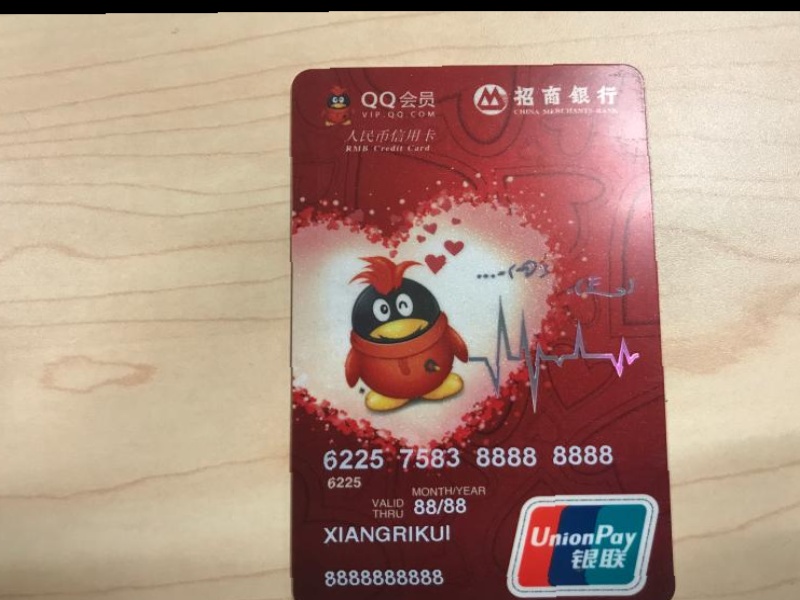 QQ会员
VIP.QQ.COM
招商银行
CHINA MERCHANTS BANK
人民币信用卡
RMB Credit Card
6225 7583 8888 8888
6225
MONTH/YEAR
VALID THRU 88/88
XIANGRIKUI
8888888888
UnionPay
银联